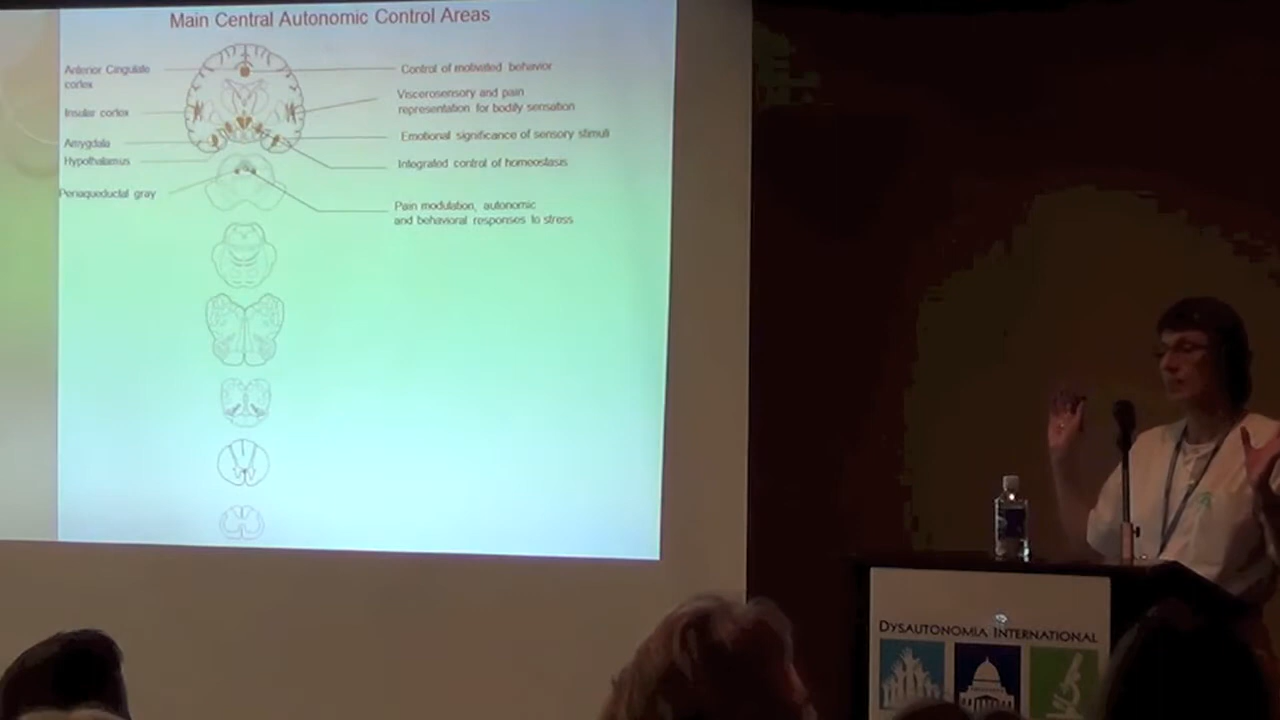 Main Central Autonomic Control Areas
Anterior Cingulate
cortex
Insular cortex
Amygdala
Hypothalamus
Periaqueductal gray
Control of motivated behavior
Viscerosensory and pain
representation for bodily sensation
Emotional significance of sensory stimuli
Integrated control of homeostasis
Pain modulation, autonomic
and behavioral responses to stress
DYSAUTONOMIA INTERNATIONAL